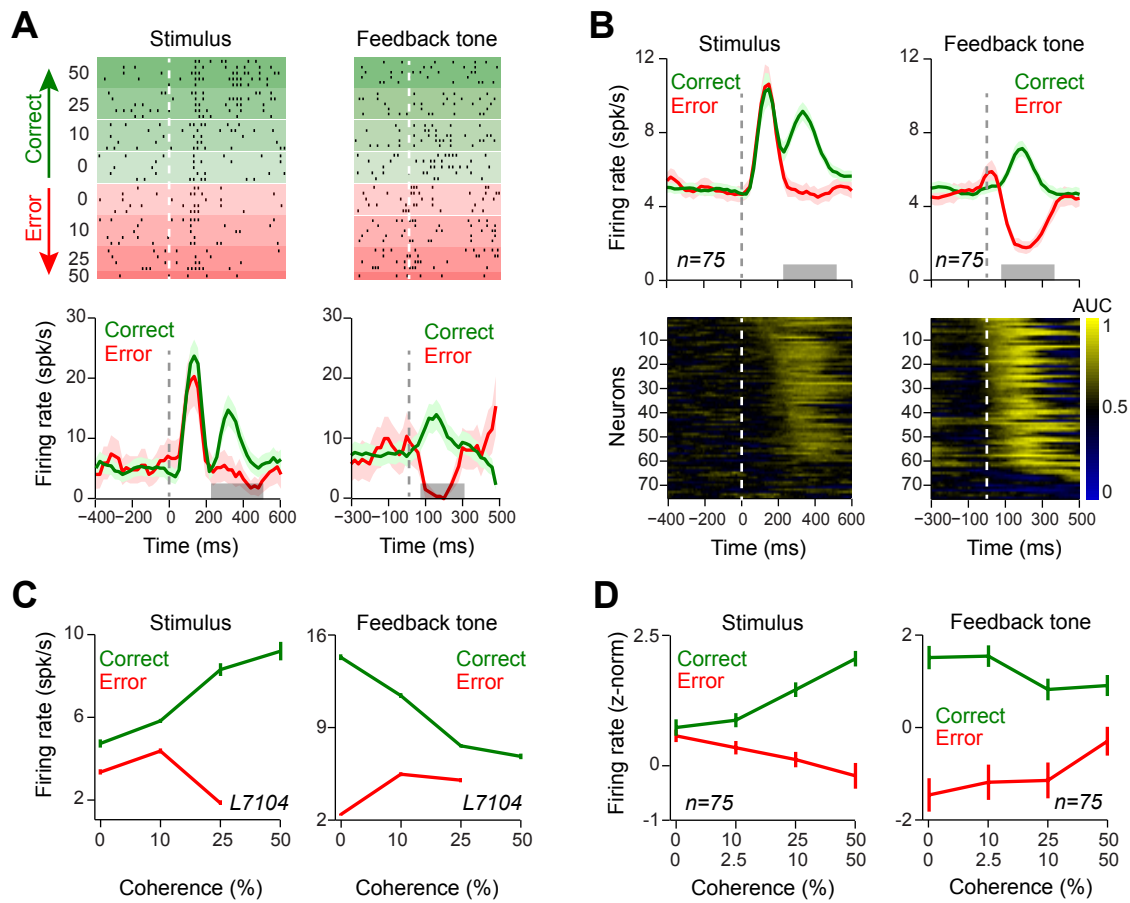 A
Stimulus
Feedback tone
Correct
Error
50
25
10
0
0
10
25
50
Firing rate (spk/s)
30
20
10
0
Correct
Error
−400 −200 0 200 400 600
Time (ms)
30
20
10
0
Correct
Error
−300 −100 100 300 500
Time (ms)
B
Stimulus
Feedback tone
Firing rate (spk/s)
12
8
4
0
Correct
Error
n=75
12
8
4
0
Correct
Error
n=75
Neurons
10
20
30
40
50
60
70
−400 −200 0 200 400 600
Time (ms)
10
20
30
40
50
60
70
−300 −100 100 300 500
Time (ms)
AUC
1
0.5
0
C
Stimulus
Feedback tone
Firing rate (spk/s)
10
6
2
Correct
Error
L7104
0 10 25 50
Coherence (%)
16
9
2
Correct
Error
L7104
0 10 25 50
Coherence (%)
D
Stimulus
Feedback tone
Firing rate (z-norm)
2.5
0
-1
Correct
Error
n=75
0 10 25 50
0 2.5 10 50
Coherence (%)
2
0
-2
Correct
Error
n=75
0 10 25 50
0 2.5 10 50
Coherence (%)